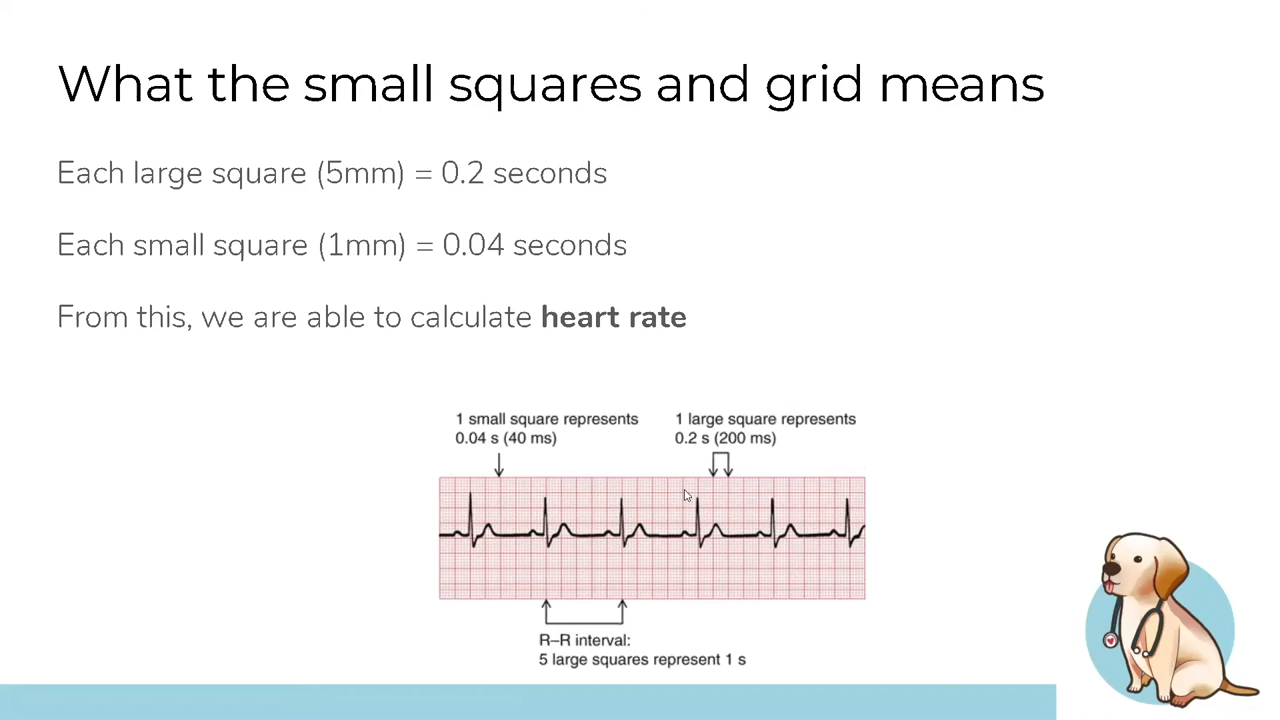 What the small squares and grid means
Each large square (5mm) = 0.2 seconds
Each small square (1mm) = 0.04 seconds
From this, we are able to calculate heart rate
1 small square represents
0.04 s (40 ms)
1 large square represents
0.2 s (200 ms)
R–R interval:
5 large squares represent 1 s